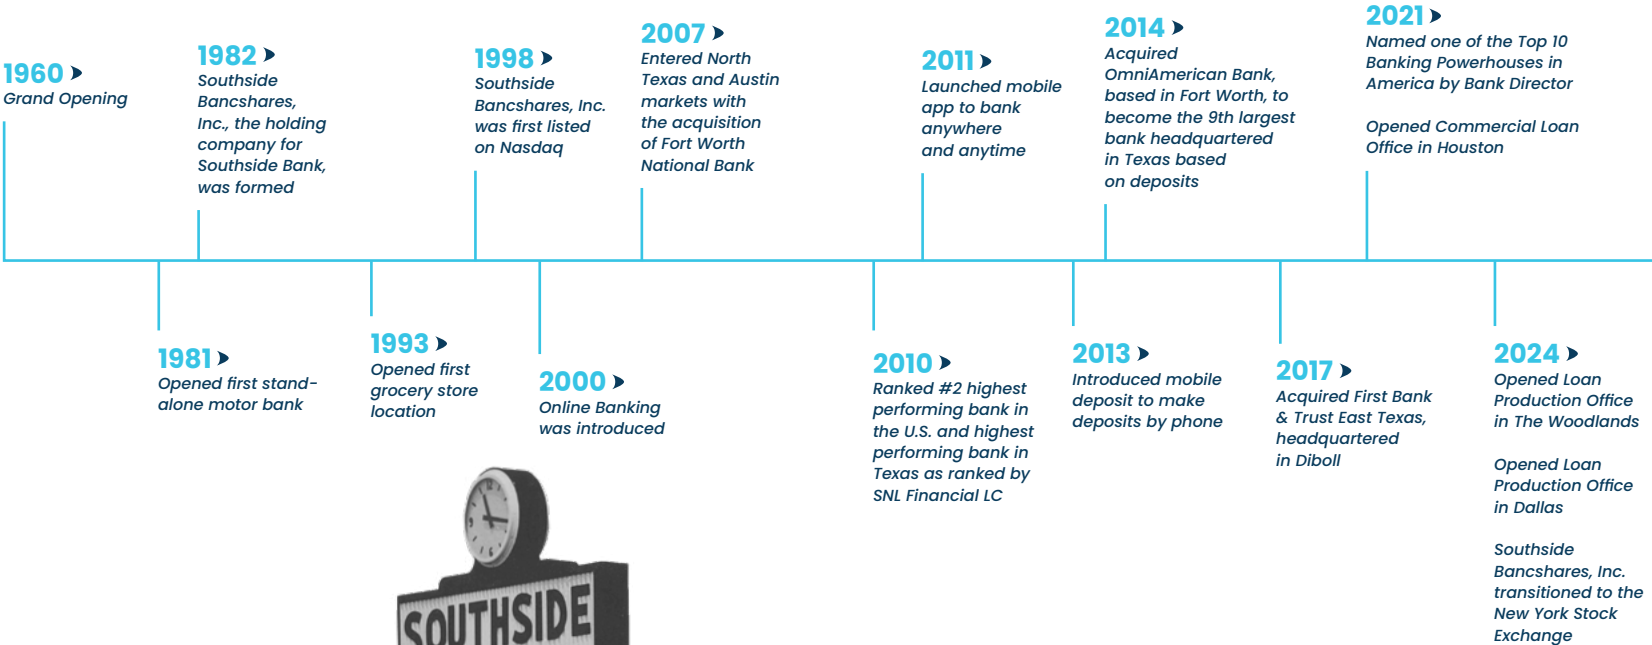 1960
Grand Opening
1982
Southside
Bancshares,
Inc., the holding
company for
Southside Bank,
was formed
1998
Southside
Bancshares, Inc.
was first listed
on Nasdaq
2007
Entered North
Texas and Austin
markets with
the acquisition
of Fort Worth
National Bank
2011
Launched mobile
app to bank
anywhere
and anytime
2014
Acquired
OmniAmerican Bank,
based in Fort Worth, to
become the 9th largest
bank headquartered
in Texas based
on deposits
2021
Named one of the Top 10
Banking Powerhouses in
America by Bank Director
Opened Commercial Loan
Office in Houston
1981
Opened first stand-
alone motor bank
1993
Opened first
grocery store
location
2000
Online Banking
was introduced
2010
Ranked #2 highest
performing bank in
the U.S. and highest
performing bank in
Texas as ranked by
SNL Financial LC
2013
Introduced mobile
deposit to make
deposits by phone
2017
Acquired First Bank
& Trust East Texas,
headquartered
in Diboll
2024
Opened Loan
Production Office
in The Woodlands
Opened Loan
Production Office
in Dallas
Southside
Bancshares, Inc.
transitioned to the
New York Stock
Exchange
SOUTHSIDE